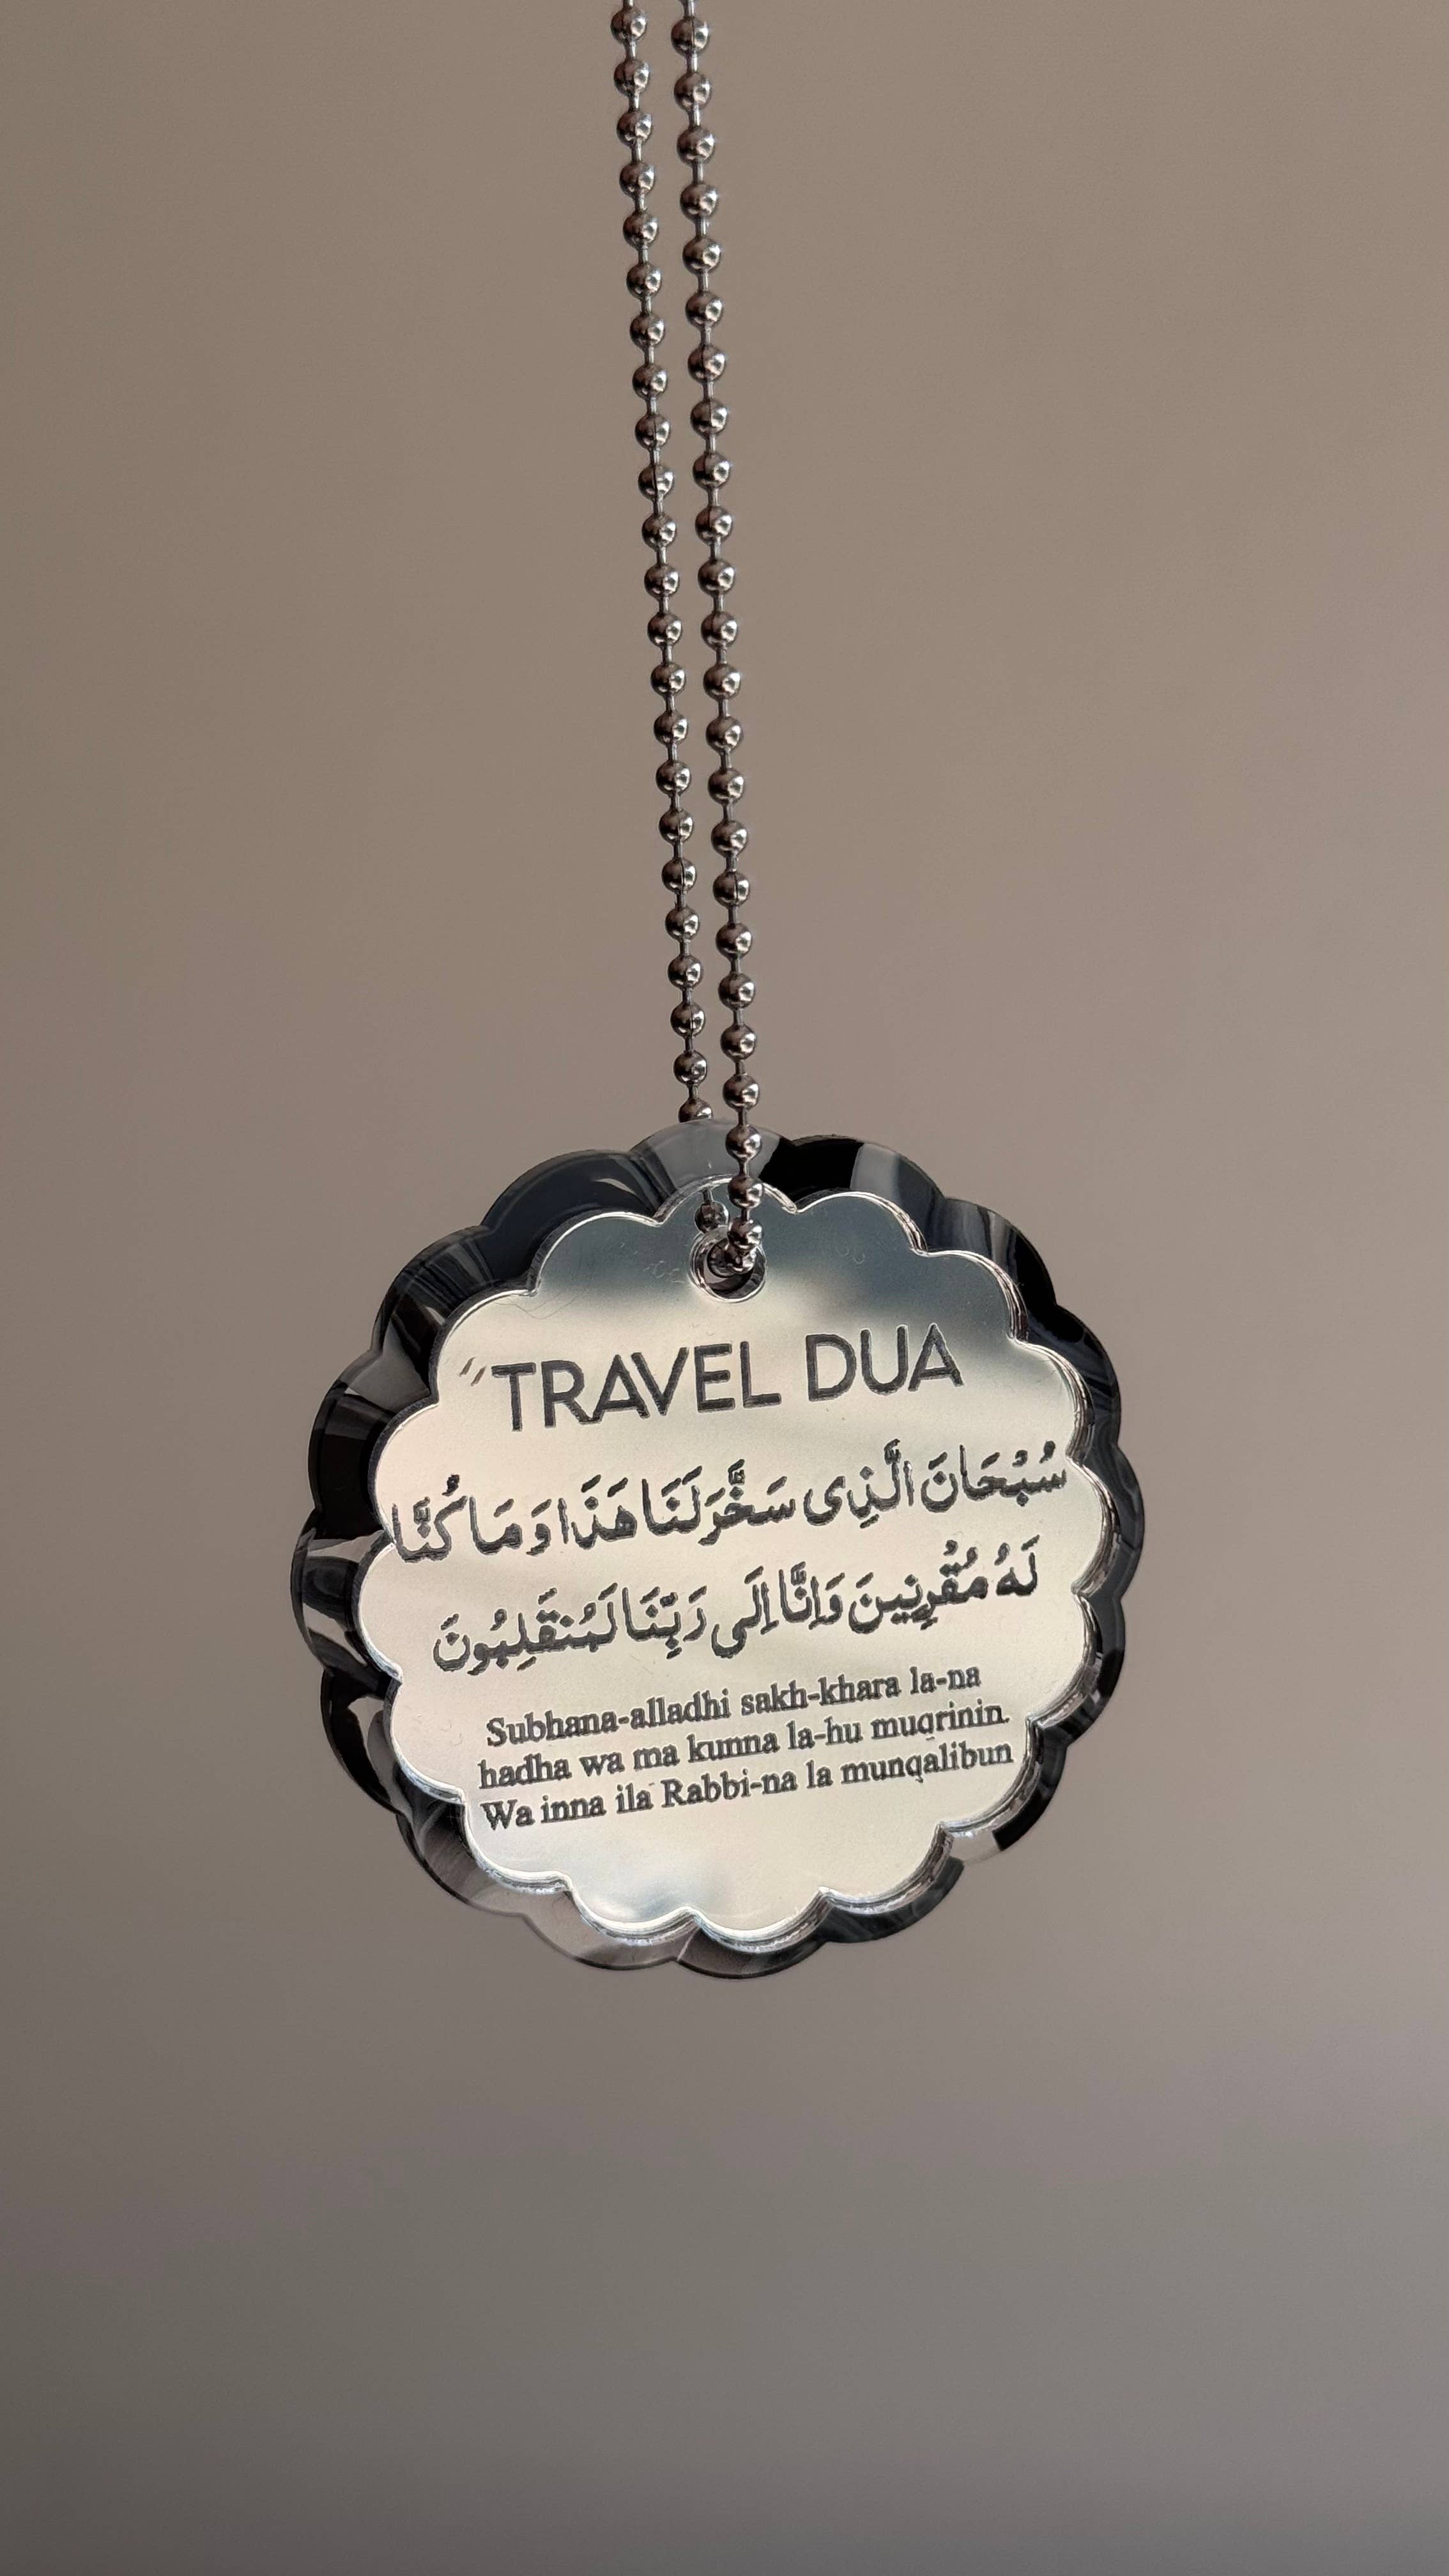 "TRAVEL DUA
سُبْحَانَ الَّذِى سَخَّرَ لَنَا هَذَا وَمَا كُنَّا
لَهُ مُقْرِنِينَ وَاِنَّا اِلَى رَبِّنَا لَمُنْقَلِبُونَ
Subhana-alladhi sakh-khara la-na
hadha wa ma kunna la-hu muqrinin.
Wa inna ila Rabbi-na la munqalibun